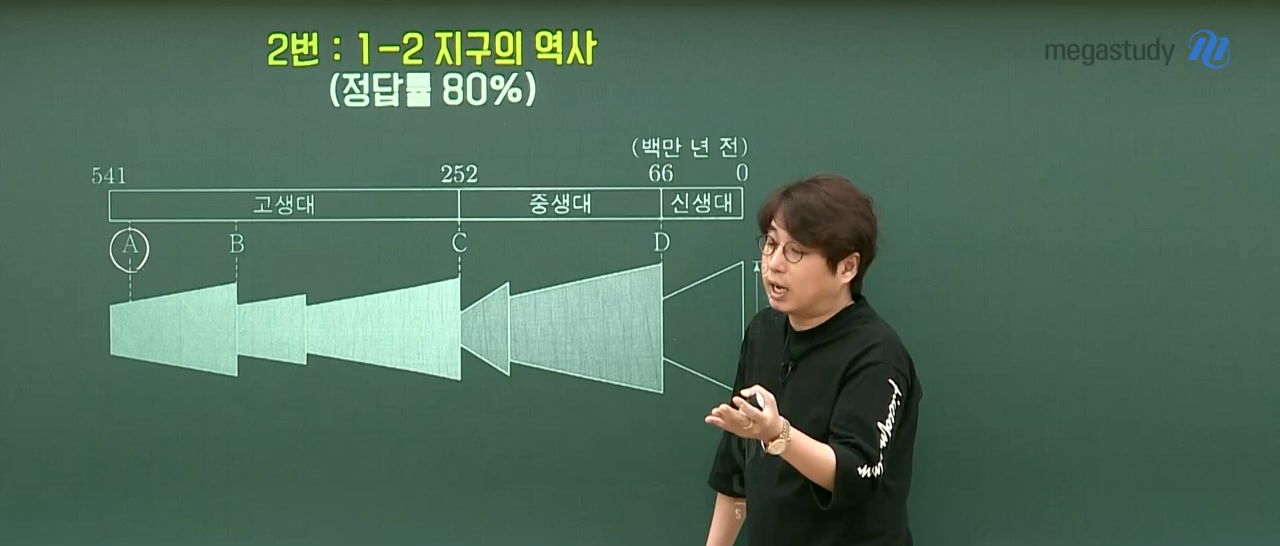 2번 : 1-2 지구의 역사
(정답률 80%)
megastudy
(백만 년 전)
541 252 66 0
고생대 중생대 신생대
A B C D